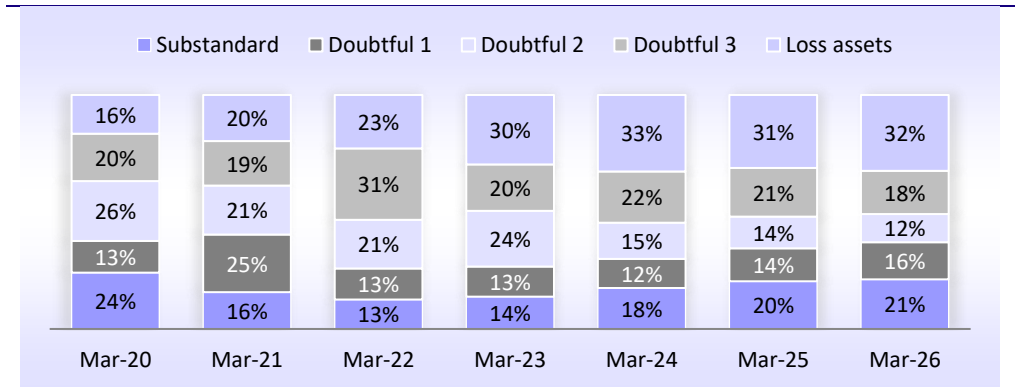 Substandard Doubtful 1 Doubtful 2 Doubtful 3 Loss assets
16% 20% 23% 30% 33% 31% 32%
20% 19% 31% 20% 22% 21% 18%
26% 21% 21% 24% 15% 14% 12%
13% 25% 13% 13% 12% 14% 16%
24% 16% 13% 14% 18% 20% 21%
Mar-20 Mar-21 Mar-22 Mar-23 Mar-24 Mar-25 Mar-26